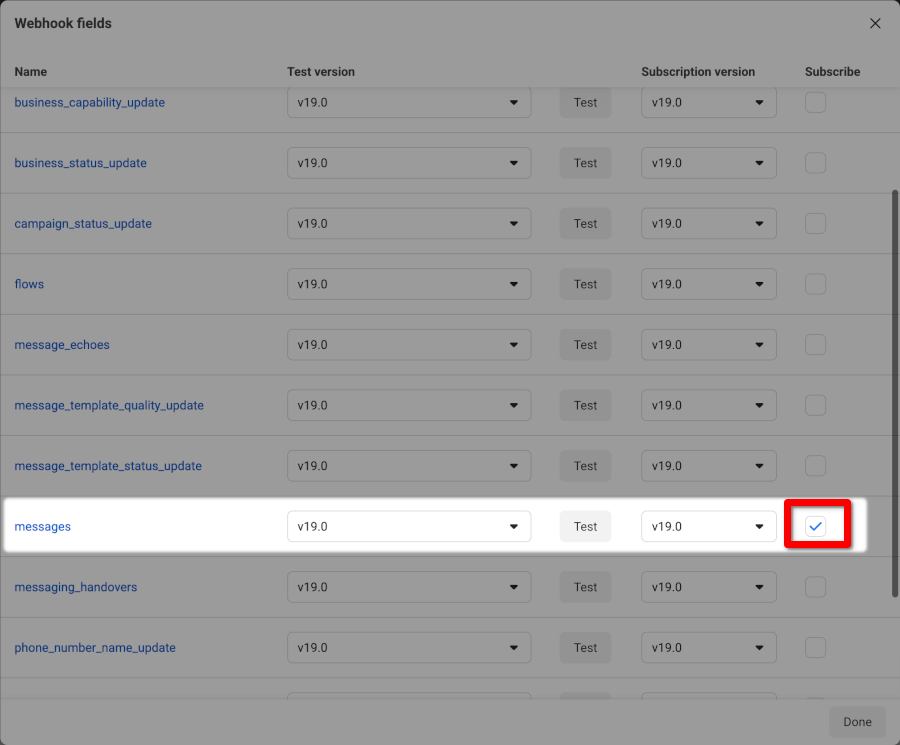 Webhook fields
Name Test version Subscription version Subscribe
business_capability_update v19.0 Test v19.0
business_status_update v19.0 Test v19.0
campaign_status_update v19.0 Test v19.0
flows v19.0 Test v19.0
message_echoes v19.0 Test v19.0
message_template_quality_update v19.0 Test v19.0
message_template_status_update v19.0 Test v19.0
messages v19.0 Test v19.0
messaging_handovers v19.0 Test v19.0
phone_number_name_update v19.0 Test v19.0
Done